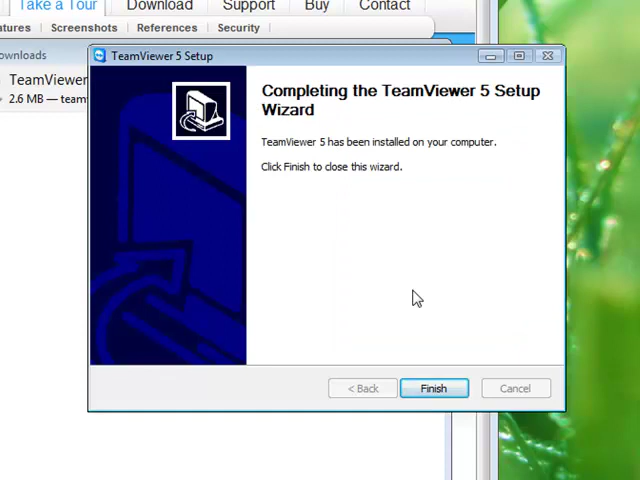 Take a Tour Download Support Buy Contact
atures Screenshots References Security
ownloads
TeamViewer
2.6 MB — team
TeamViewer 5 Setup
Completing the TeamViewer 5 Setup
Wizard
TeamViewer 5 has been installed on your computer.
Click Finish to close this wizard.
< Back Finish Cancel